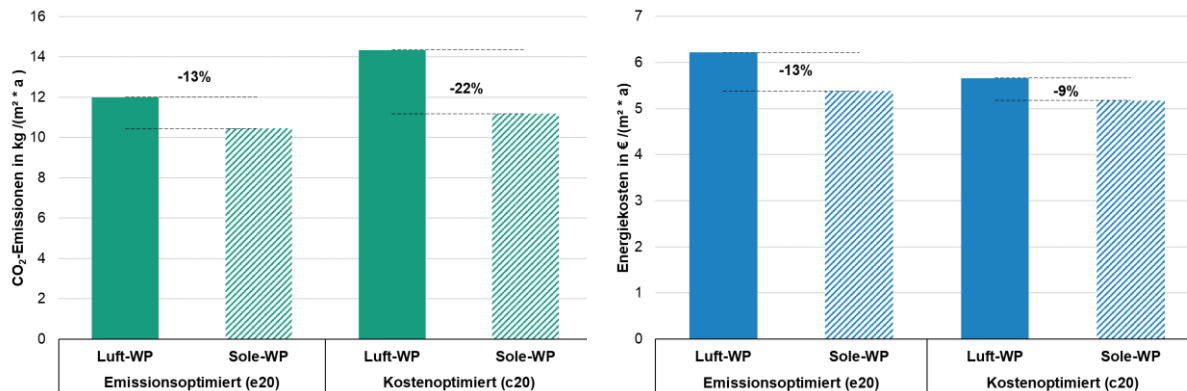 CO₂-Emissionen in kg /(m² * a)
16
14
12
10
8
6
4
2
0
-13%
-22%
Luft-WP
Sole-WP
Luft-WP
Sole-WP
Emissionsoptimiert (e20)
Kostenoptimiert (c20)
Energiekosten in € /(m² * a)
7
6
5
4
3
2
1
0
-13%
-9%
Luft-WP
Sole-WP
Luft-WP
Sole-WP
Emissionsoptimiert (e20)
Kostenoptimiert (c20)